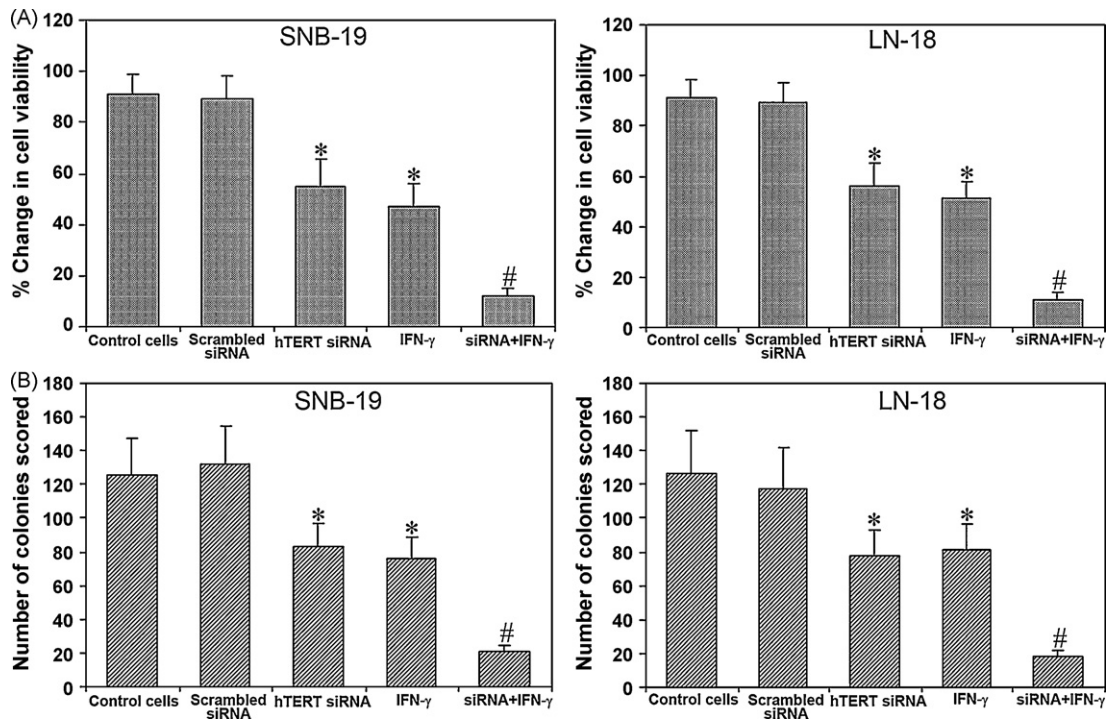 (A)
SNB-19
% Change in cell viability
120
100
80
60
40
20
0
*
*
#
Control cells
Scrambled
siRNA
hTERT siRNA
IFN-γ
siRNA+IFN-γ
LN-18
% Change in cell viability
120
100
80
60
40
20
0
*
*
#
Control cells
Scrambled
siRNA
hTERT siRNA
IFN-γ
siRNA+IFN-γ
(B)
SNB-19
Number of colonies scored
180
160
140
120
100
80
60
40
20
0
*
*
#
Control cells
Scrambled
siRNA
hTERT siRNA
IFN-γ
siRNA+IFN-γ
LN-18
Number of colonies scored
180
160
140
120
100
80
60
40
20
0
*
*
#
Control cells
Scrambled
siRNA
hTERT siRNA
IFN-γ
siRNA+IFN-γ